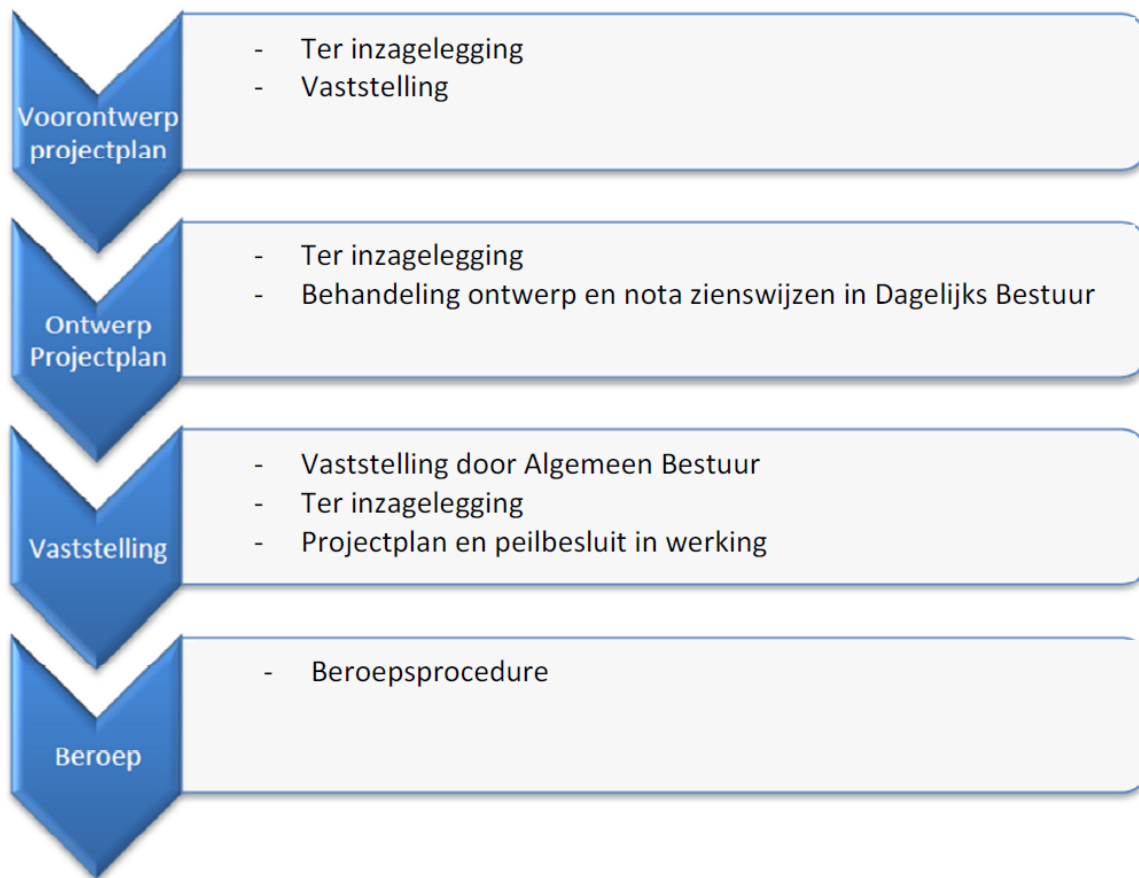 Voorontwerp
projectplan
- Ter inzagelegging
- Vaststelling
Ontwerp
Projectplan
- Ter inzagelegging
- Behandeling ontwerp en nota zienswijzen in Dagelijks Bestuur
Vaststelling
- Vaststelling door Algemeen Bestuur
- Ter inzagelegging
- Projectplan en peilbesluit in werking
Beroep
- Beroepsprocedure